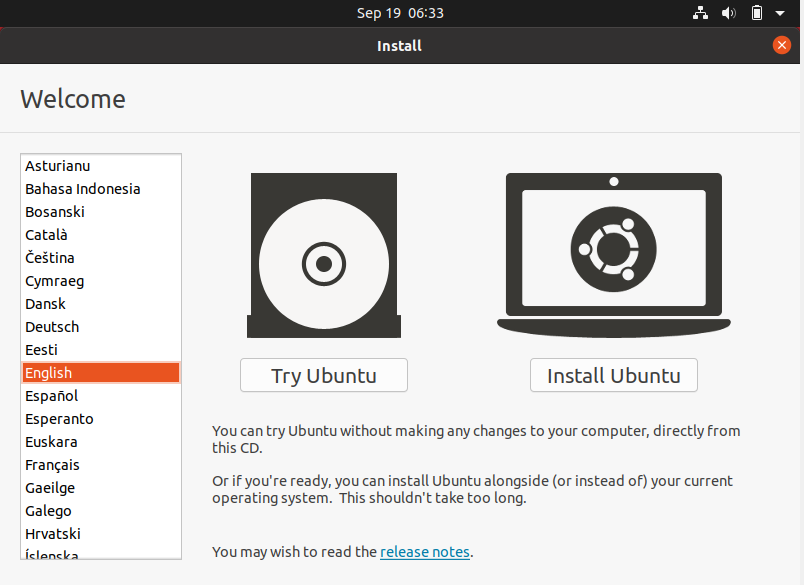 Sep 19 06:33
Install
Welcome
Asturianu
Bahasa Indonesia
Bosanski
Català
Čeština
Cymraeg
Dansk
Deutsch
Eesti
English
Español
Esperanto
Euskara
Français
Gaeilge
Galego
Hrvatski
Íslenska
Try Ubuntu
Install Ubuntu
You can try Ubuntu without making any changes to your computer, directly from
this CD.
Or if you're ready, you can install Ubuntu alongside (or instead of) your current
operating system. This shouldn't take too long.
You may wish to read the release notes.